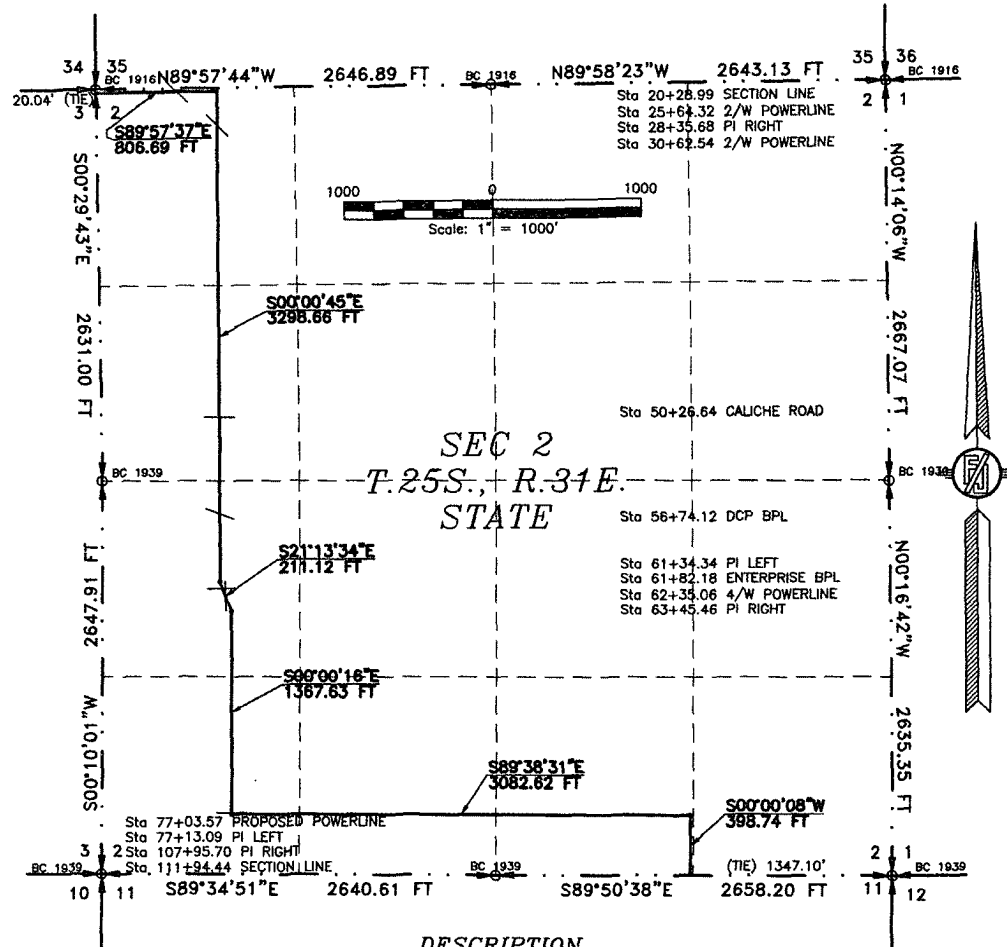 34 35
BC 1916
N89°57'44"W 2646.89 FT
BC 1916
N89°58'23"W 2643.13 FT
35 36
BC 1916
20.04' (TIE)
3 2
2 1
S89°57'37"E
806.69 FT
Sta 20+28.99 SECTION LINE
Sta 25+64.32 2/W POWERLINE
Sta 28+35.68 PI RIGHT
Sta 30+62.54 2/W POWERLINE
1000 0 1000
Scale: 1" = 1000'
S00°29'43"E 2631.00 FT
N00°14'06"W 2667.07 FT
S00°00'45"E
3298.66 FT
Sta 50+26.64 CALICHE ROAD
SEC 2
T.25S., R.31E.
STATE
BC 1939
BC 1939
Sta 56+74.12 DCP BPL
S21°13'34"E
211.12 FT
Sta 61+34.34 PI LEFT
Sta 61+82.18 ENTERPRISE BPL
Sta 62+35.06 4/W POWERLINE
Sta 63+45.46 PI RIGHT
S00°10'01"W 2647.91 FT
N00°16'42"W 2635.35 FT
S00°00'16"E
1367.63 FT
S89°38'31"E
3082.62 FT
S00°00'08"W
398.74 FT
Sta 77+03.57 PROPOSED POWERLINE
Sta 77+13.09 PI LEFT
Sta 107+95.70 PI RIGHT
Sta 111+94.44 SECTION LINE
3 2
BC 1939
10 11
S89°34'51"E 2640.61 FT
BC 1939
S89°50'38"E 2658.20 FT
(TIE) 1347.10'
2 1
BC 1939
11 12
DESCRIPTION